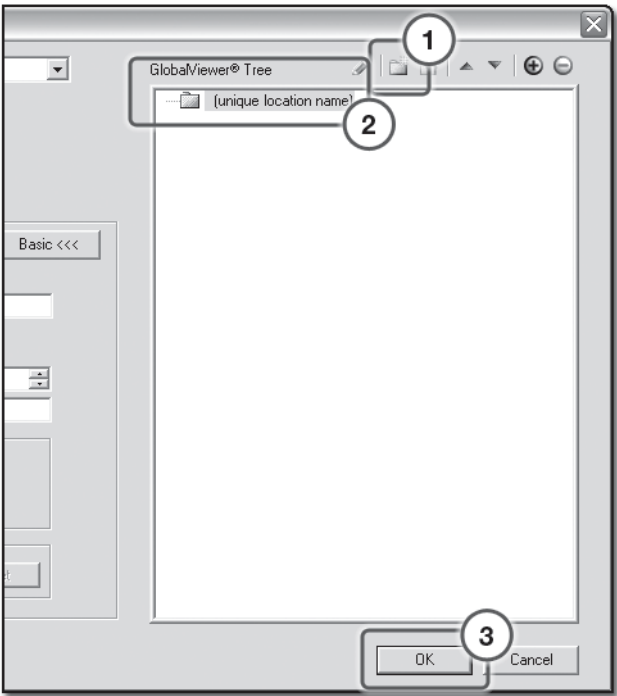 1
GlobalViewer® Tree
(unique location name)
2
Basic <<<
3
OK
Cancel